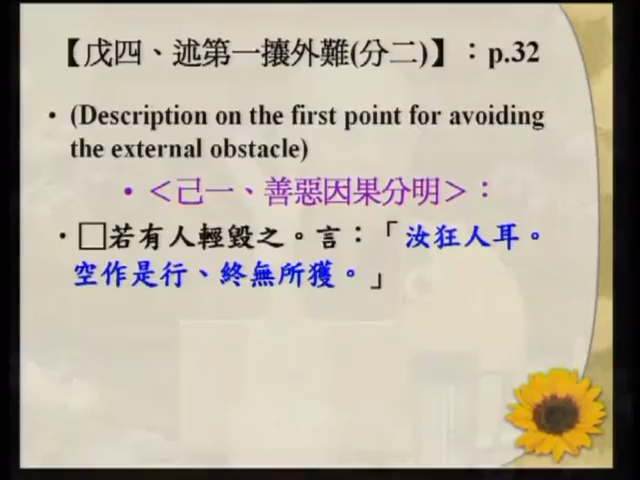 【戊四、述第一攘外難(分二)】：p.32
• (Description on the first point for avoiding
the external obstacle)
• ＜己一、善惡因果分明＞：
• □若有人輕毀之。言：「汝狂人耳。
空作是行、終無所獲。」